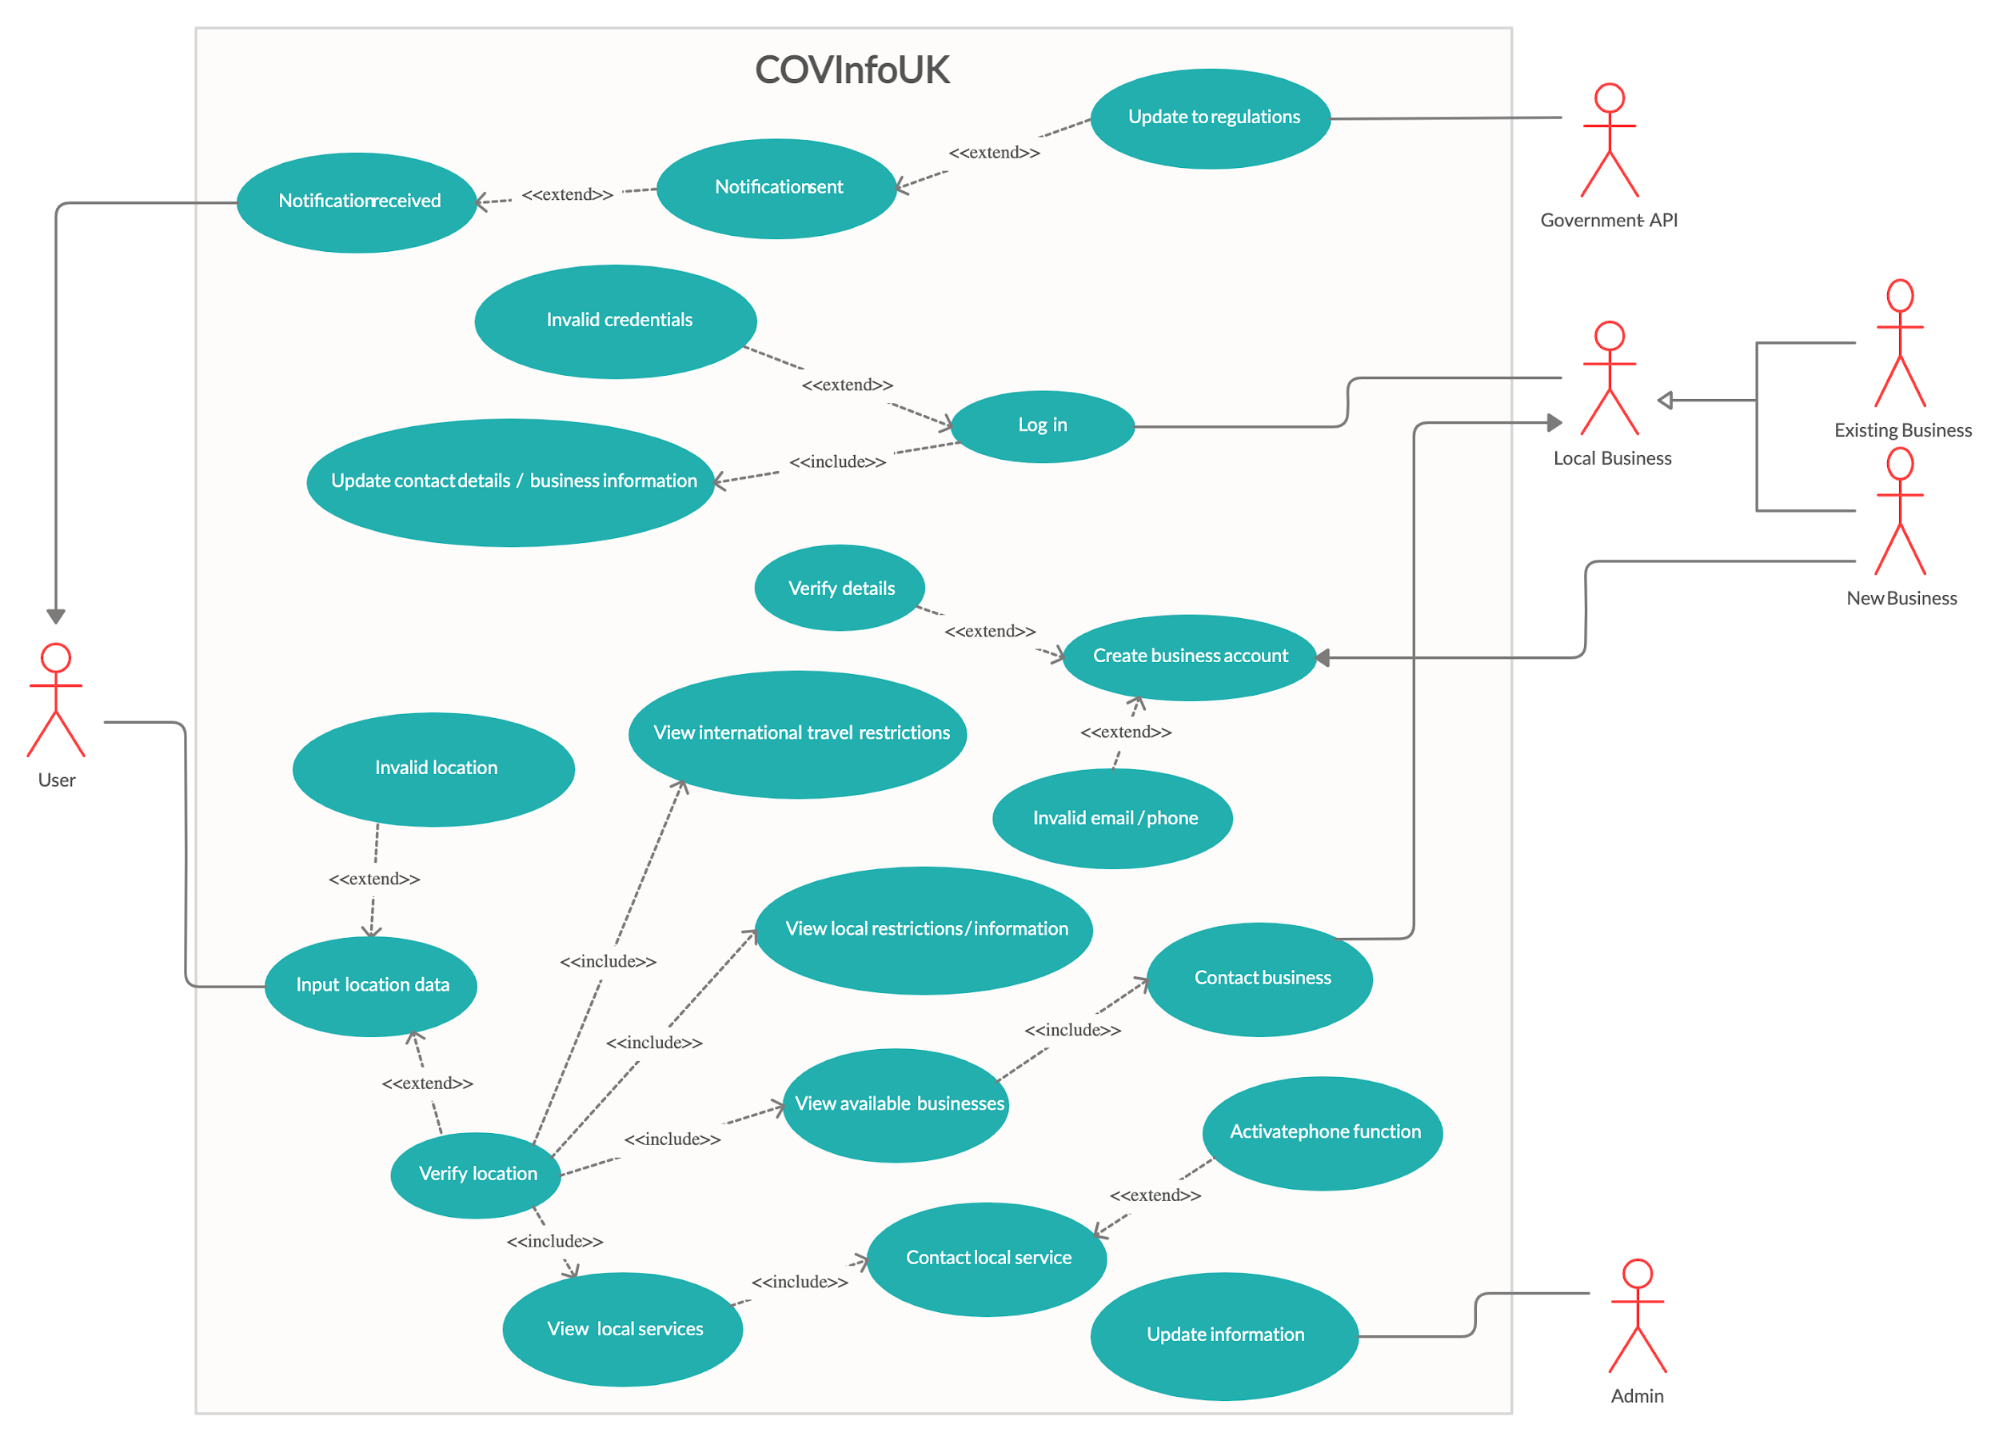 COVInfoUK
Update to regulations
<<extend>>
Notification sent
<<extend>>
Notification received
Government API
Invalid credentials
<<extend>>
Log in
<<include>>
Update contact details / business information
Local Business
Existing Business
New Business
Verify details
<<extend>>
Create business account
<<extend>>
Invalid email / phone
View international travel restrictions
User
Invalid location
<<extend>>
Input location data
<<extend>>
Verify location
<<include>>
<<include>>
<<include>>
<<include>>
View local restrictions / information
View available businesses
<<include>>
Contact business
Activate phone function
<<extend>>
Contact local service
<<include>>
View local services
Update information
Admin